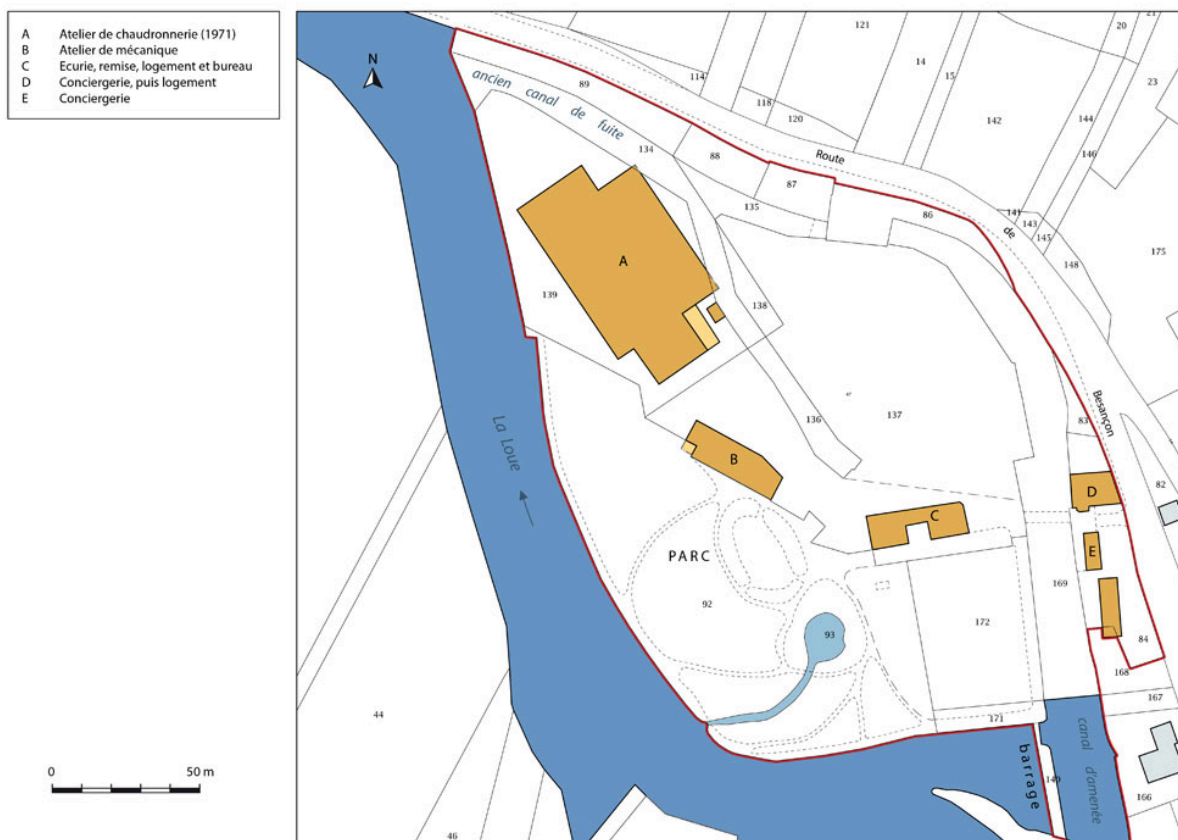 A Atelier de chaudronnerie (1971)
B Atelier de mécanique
C Ecurie, remise, logement et bureau
D Conciergerie, puis logement
E Conciergerie
N
ancien canal de fuite
89
114
118
120
121
14
15
142
20
21
23
144
146
134
88
87
135
86
Route
de
Besançon
141
143
145
148
175
A
139
138
136
137
83
82
La Loue
B
C
D
E
PARC
92
93
172
169
84
168
167
171
barrage
140
canal d'amenée
166
44
46
0 50 m